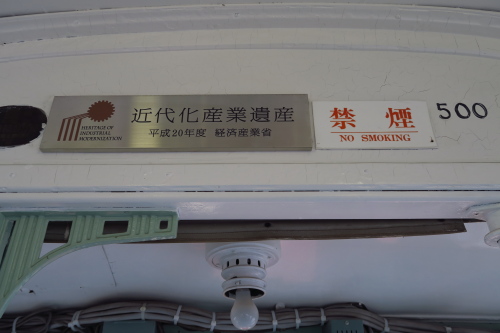 HERITAGE OF
INDUSTRIAL
MODERNIZATION
近代化産業遺産
平成20年度 経済産業省
禁煙
NO SMOKING
500